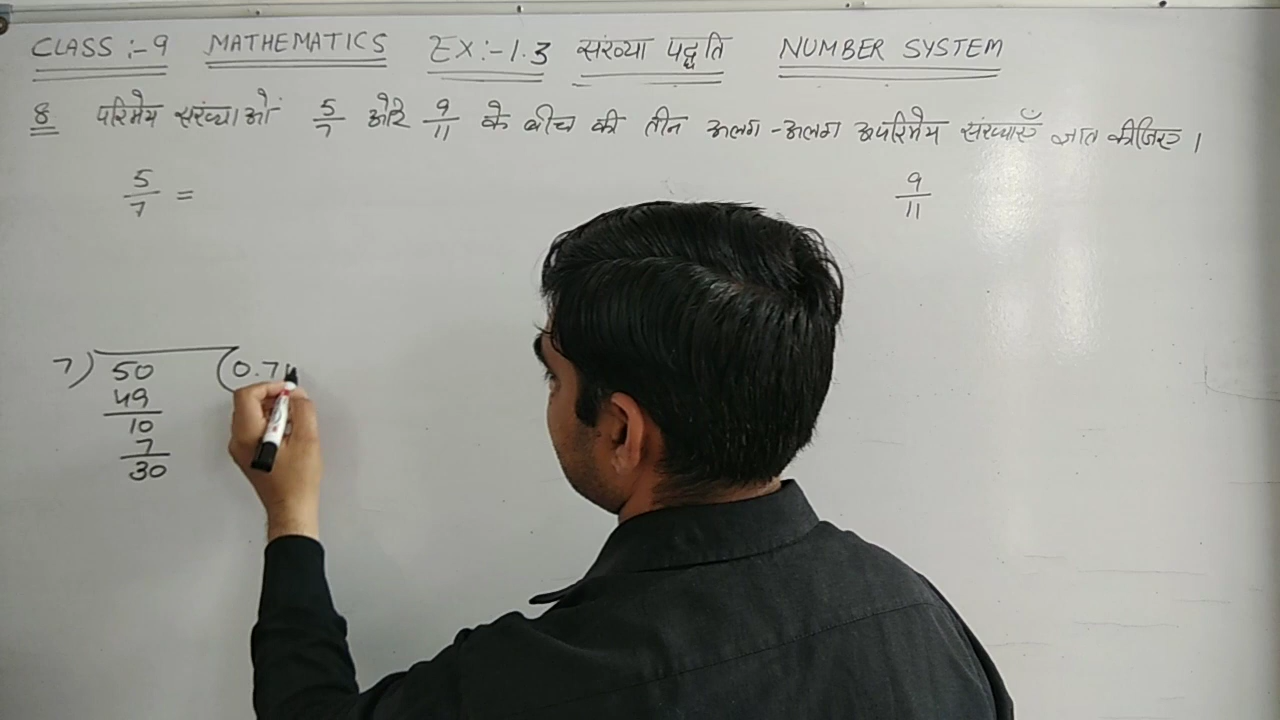 CLASS :- 9 MATHEMATICS EX:- 1.3 संख्या पद्धति NUMBER SYSTEM
8 परिमेय संख्याओं 5/7 और 9/11 के बीच की तीन अलग-अलग अपरिमेय संख्याएँ ज्ञात कीजिए।
5/7 =
9/11
7) 50 (0.71
49
10
7
30